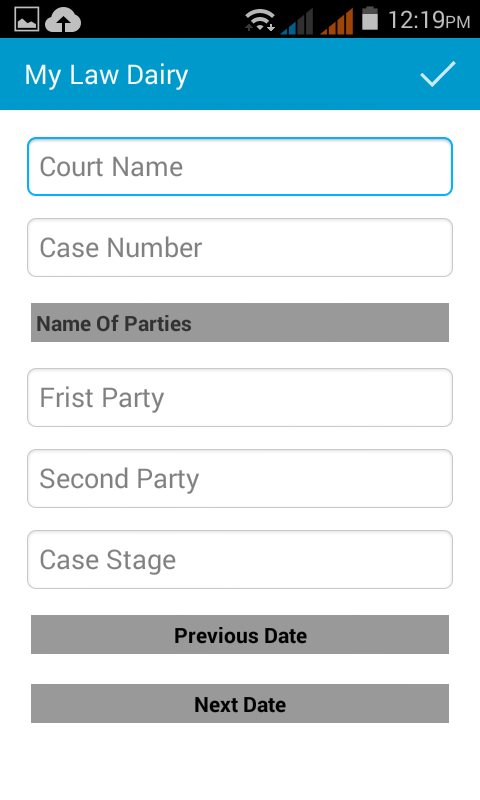 12:19PM
My Law Dairy
Court Name
Case Number
Name Of Parties
Frist Party
Second Party
Case Stage
Previous Date
Next Date